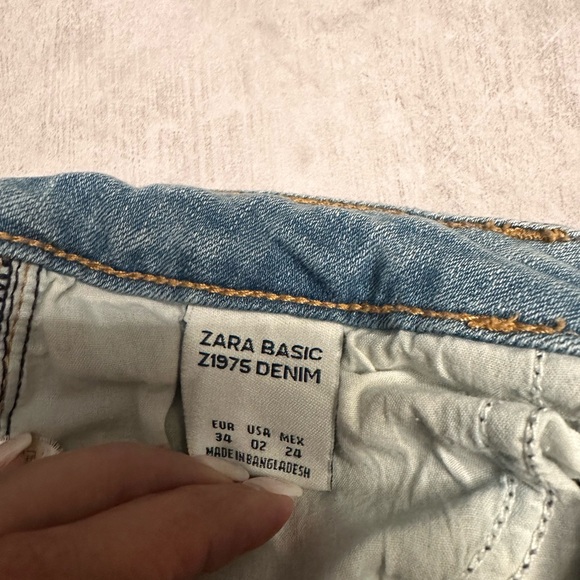 ZARA BASIC
Z1975 DENIM
EUR USA MEX
34 02 24
MADE IN BANGLADESH